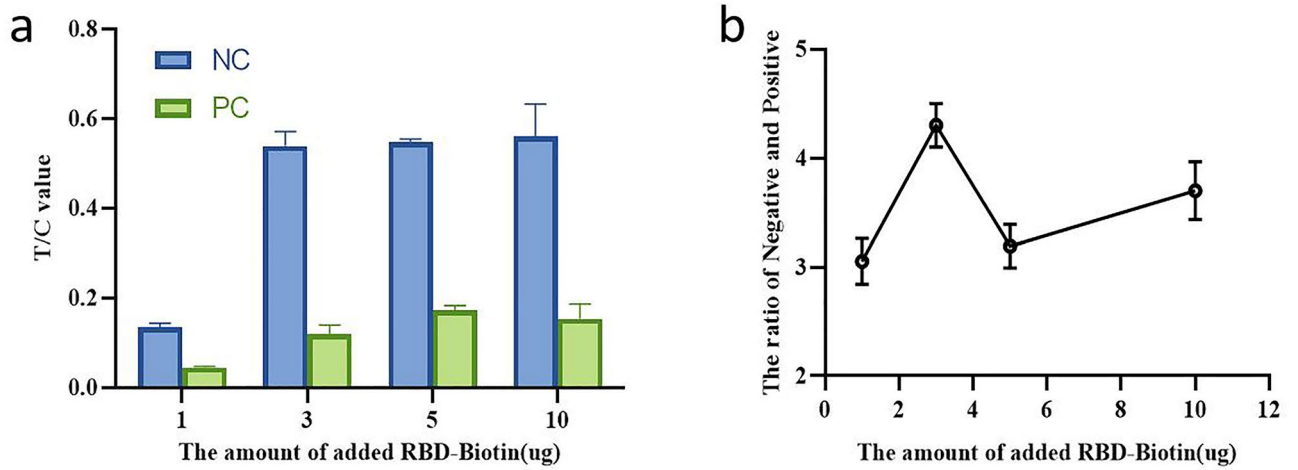 a
0.8
0.6
0.4
0.2
0.0
T/C value
NC
PC
1 3 5 10
The amount of added RBD-Biotin(ug)
b
The ratio of Negative and Positive
5
4
3
2
0 2 4 6 8 10 12
The amount of added RBD-Biotin(ug)